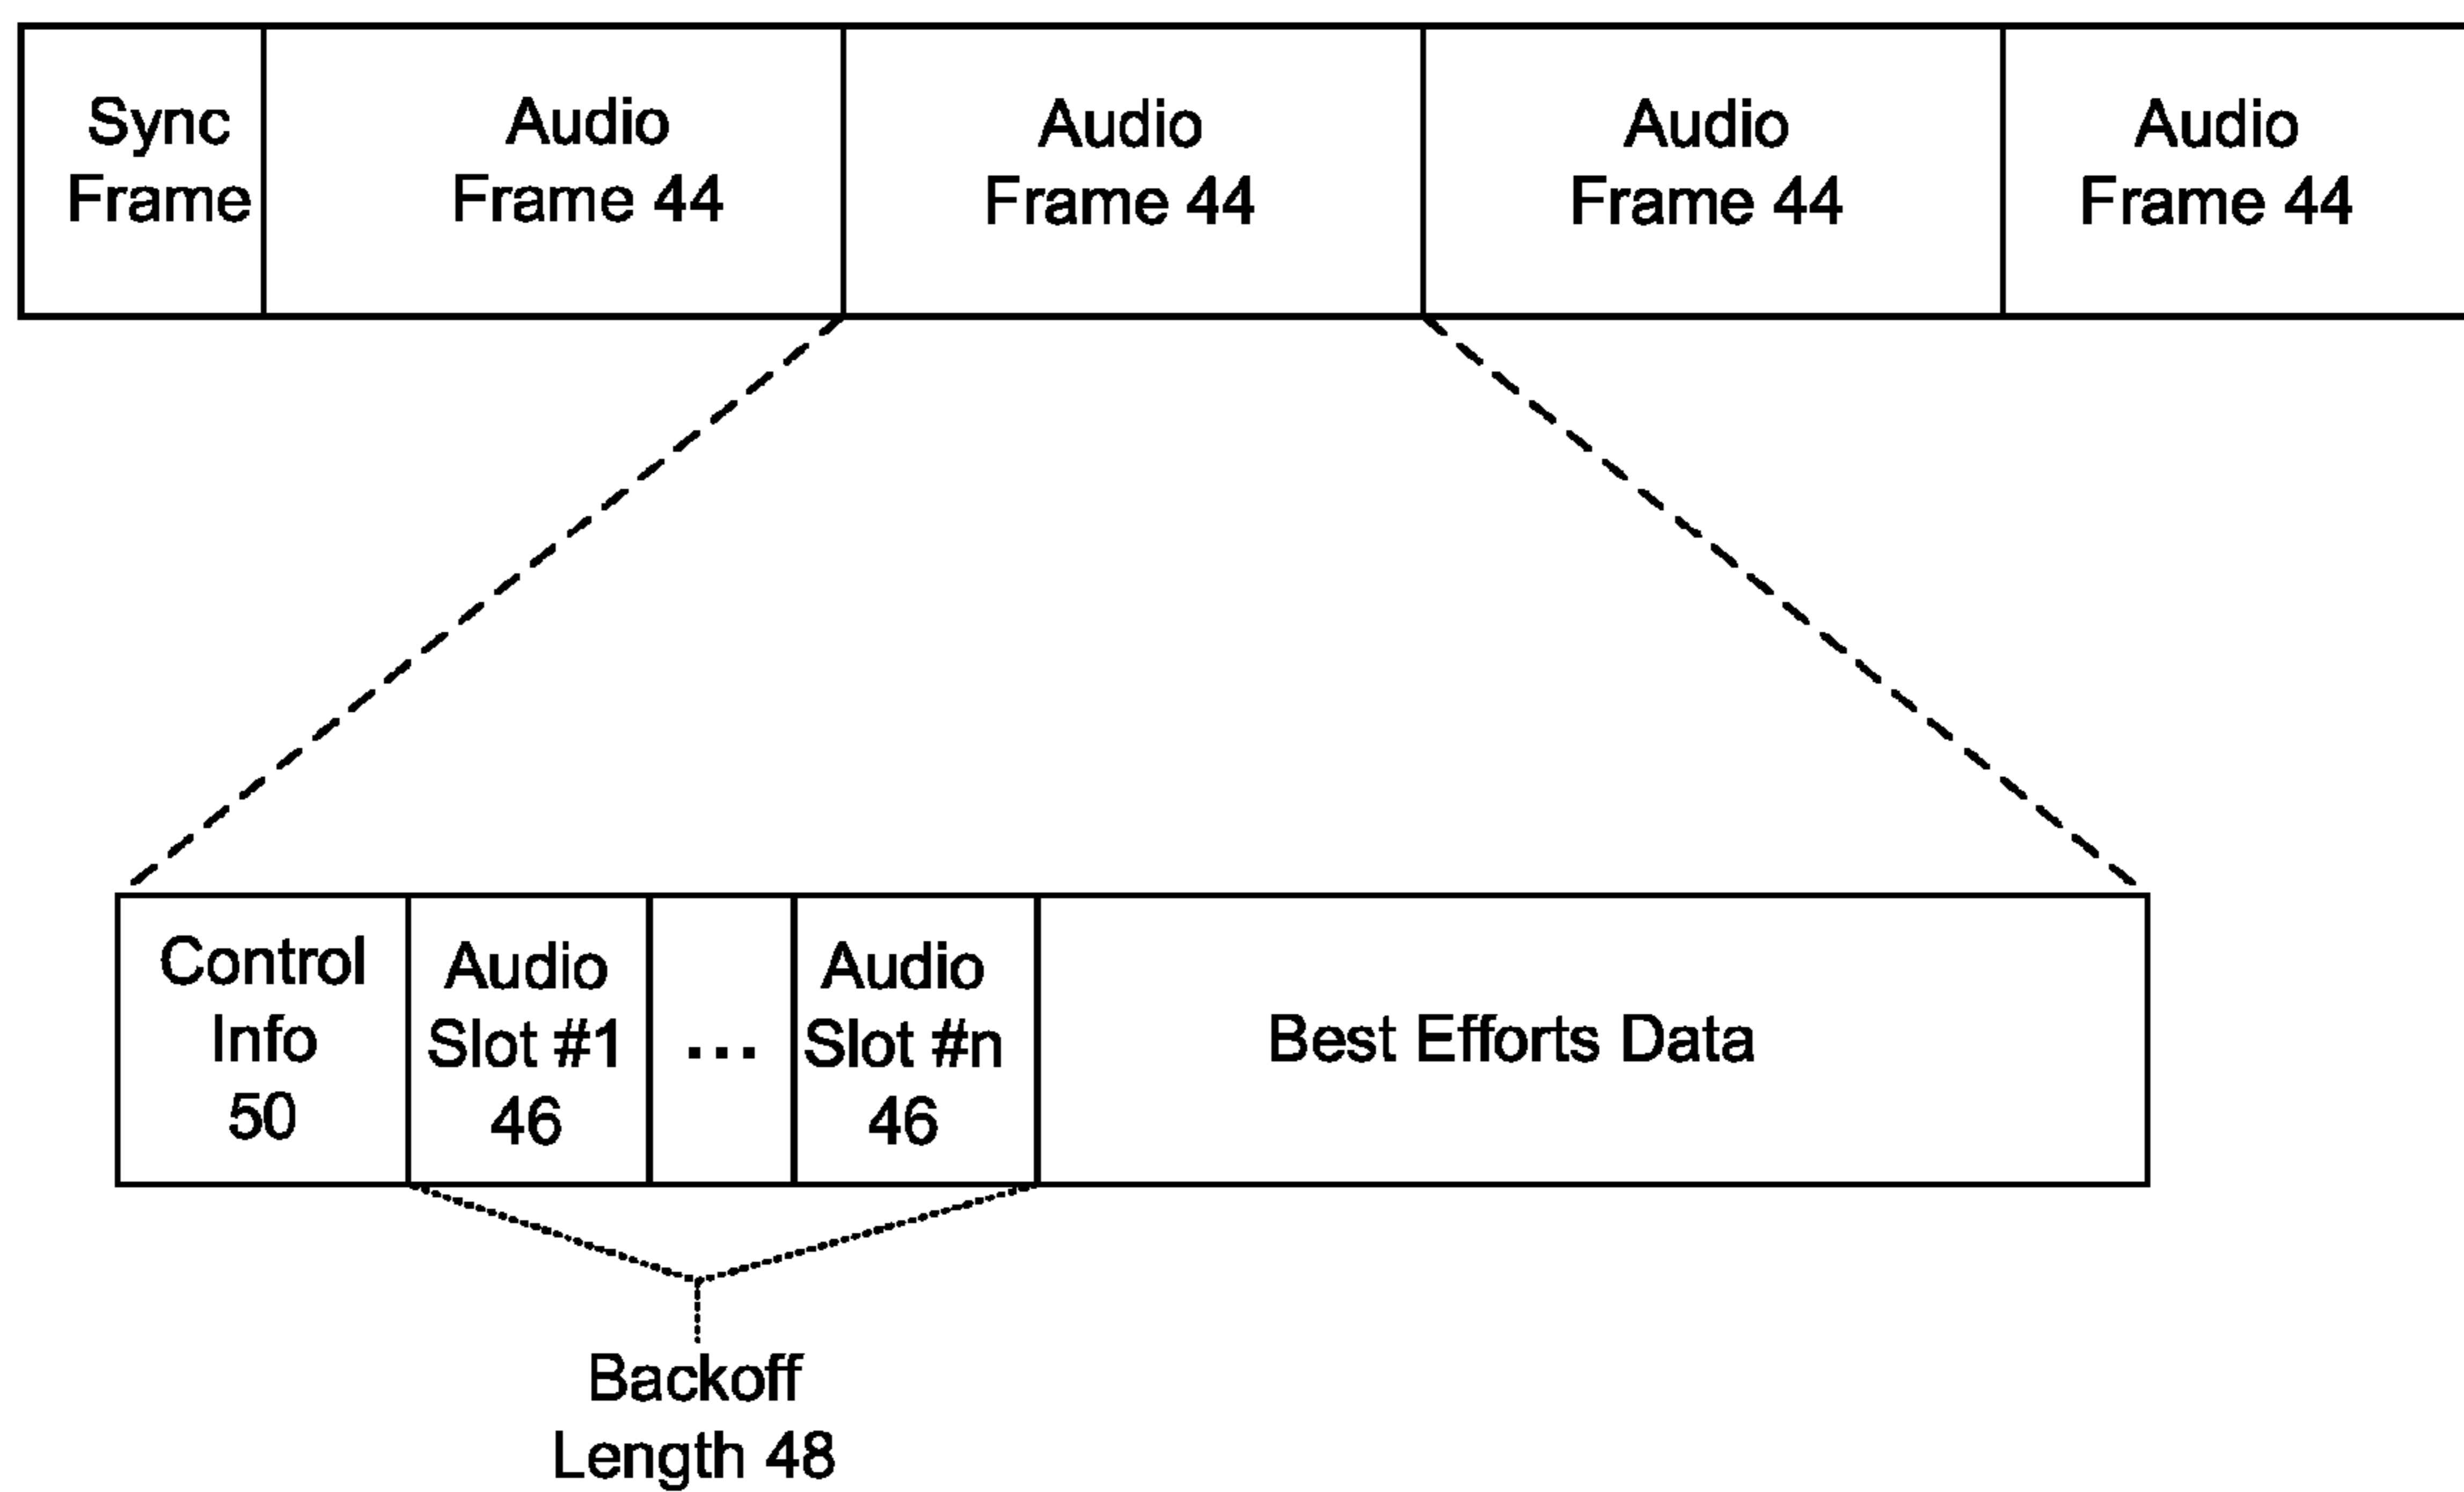 Sync
Frame
Audio
Frame 44
Audio
Frame 44
Audio
Frame 44
Audio
Frame 44
Control
Info
50
Audio
Slot #1
46
...
Audio
Slot #n
46
Best Efforts Data
Backoff
Length 48